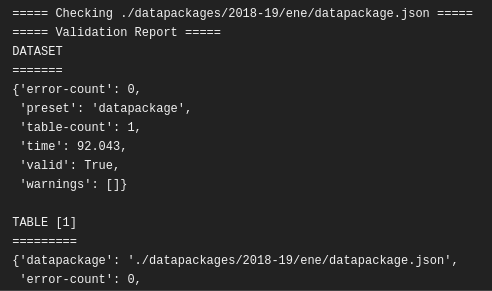 ===== Checking ./datapackages/2018-19/ene/datapackage.json =====
===== Validation Report =====
DATASET
=======
{'error-count': 0,
 'preset': 'datapackage',
 'table-count': 1,
 'time': 92.043,
 'valid': True,
 'warnings': []}

TABLE [1]
=========
{'datapackage': './datapackages/2018-19/ene/datapackage.json',
 'error-count': 0,